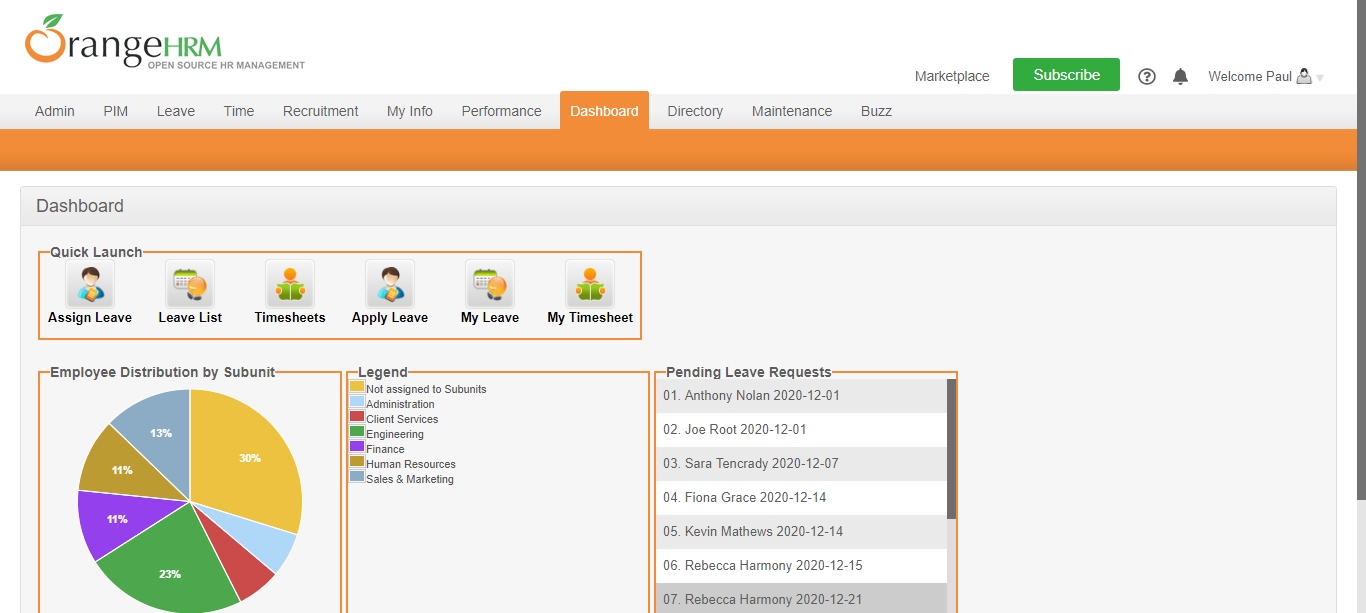 OrangeHRM
OPEN SOURCE HR MANAGEMENT
Marketplace Subscribe ? Welcome Paul
Admin PIM Leave Time Recruitment My Info Performance Dashboard Directory Maintenance Buzz
Dashboard
Quick Launch
Assign Leave Leave List Timesheets Apply Leave My Leave My Timesheet
Employee Distribution by Subunit
13%
30%
11%
11%
23%
Legend
Not assigned to Subunits
Administration
Client Services
Engineering
Finance
Human Resources
Sales & Marketing
Pending Leave Requests
01. Anthony Nolan 2020-12-01
02. Joe Root 2020-12-01
03. Sara Tencrady 2020-12-07
04. Fiona Grace 2020-12-14
05. Kevin Mathews 2020-12-14
06. Rebecca Harmony 2020-12-15
07. Rebecca Harmony 2020-12-21